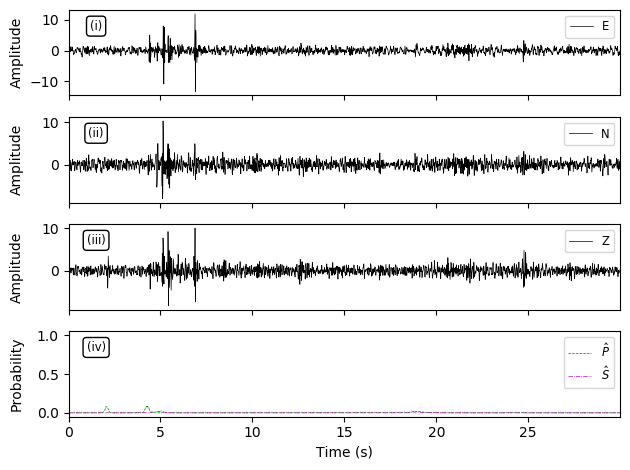 (i)
E
Amplitude
10
0
−10
(ii)
N
Amplitude
10
0
(iii)
Z
Amplitude
10
0
(iv)
P̂
Ŝ
Probability
1.0
0.5
0.0
0 5 10 15 20 25
Time (s)